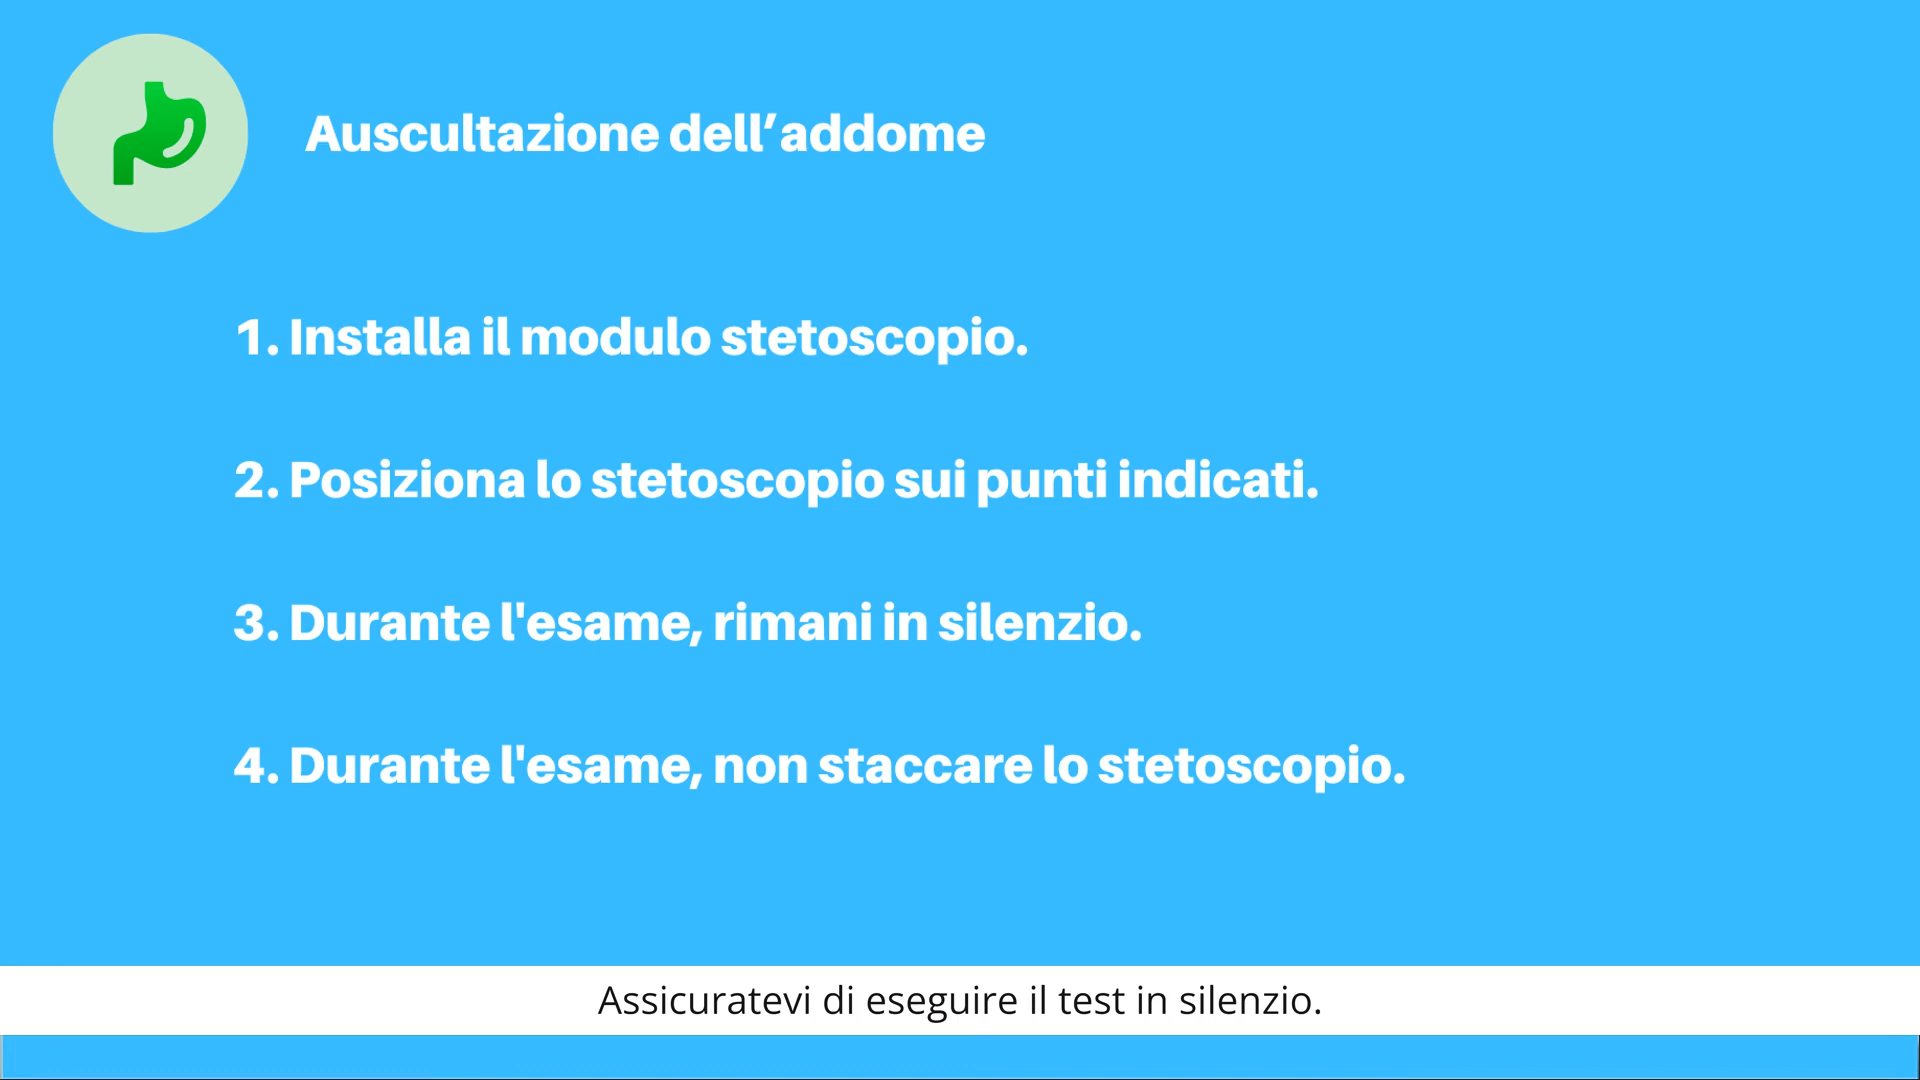 Auscultazione dell’addome
1. Installa il modulo stetoscopio.
2. Posiziona lo stetoscopio sui punti indicati.
3. Durante l'esame, rimani in silenzio.
4. Durante l'esame, non staccare lo stetoscopio.
Assicuratevi di eseguire il test in silenzio.